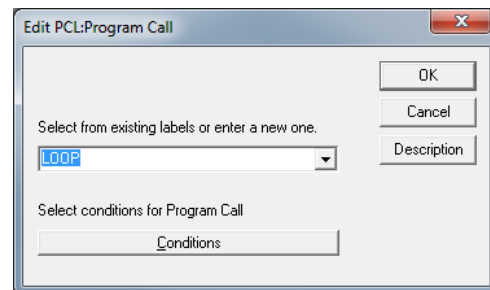 Edit PCL:Program Call
OK
Cancel
Select from existing labels or enter a new one.
Description
LOOP
Select conditions for Program Call
Conditions